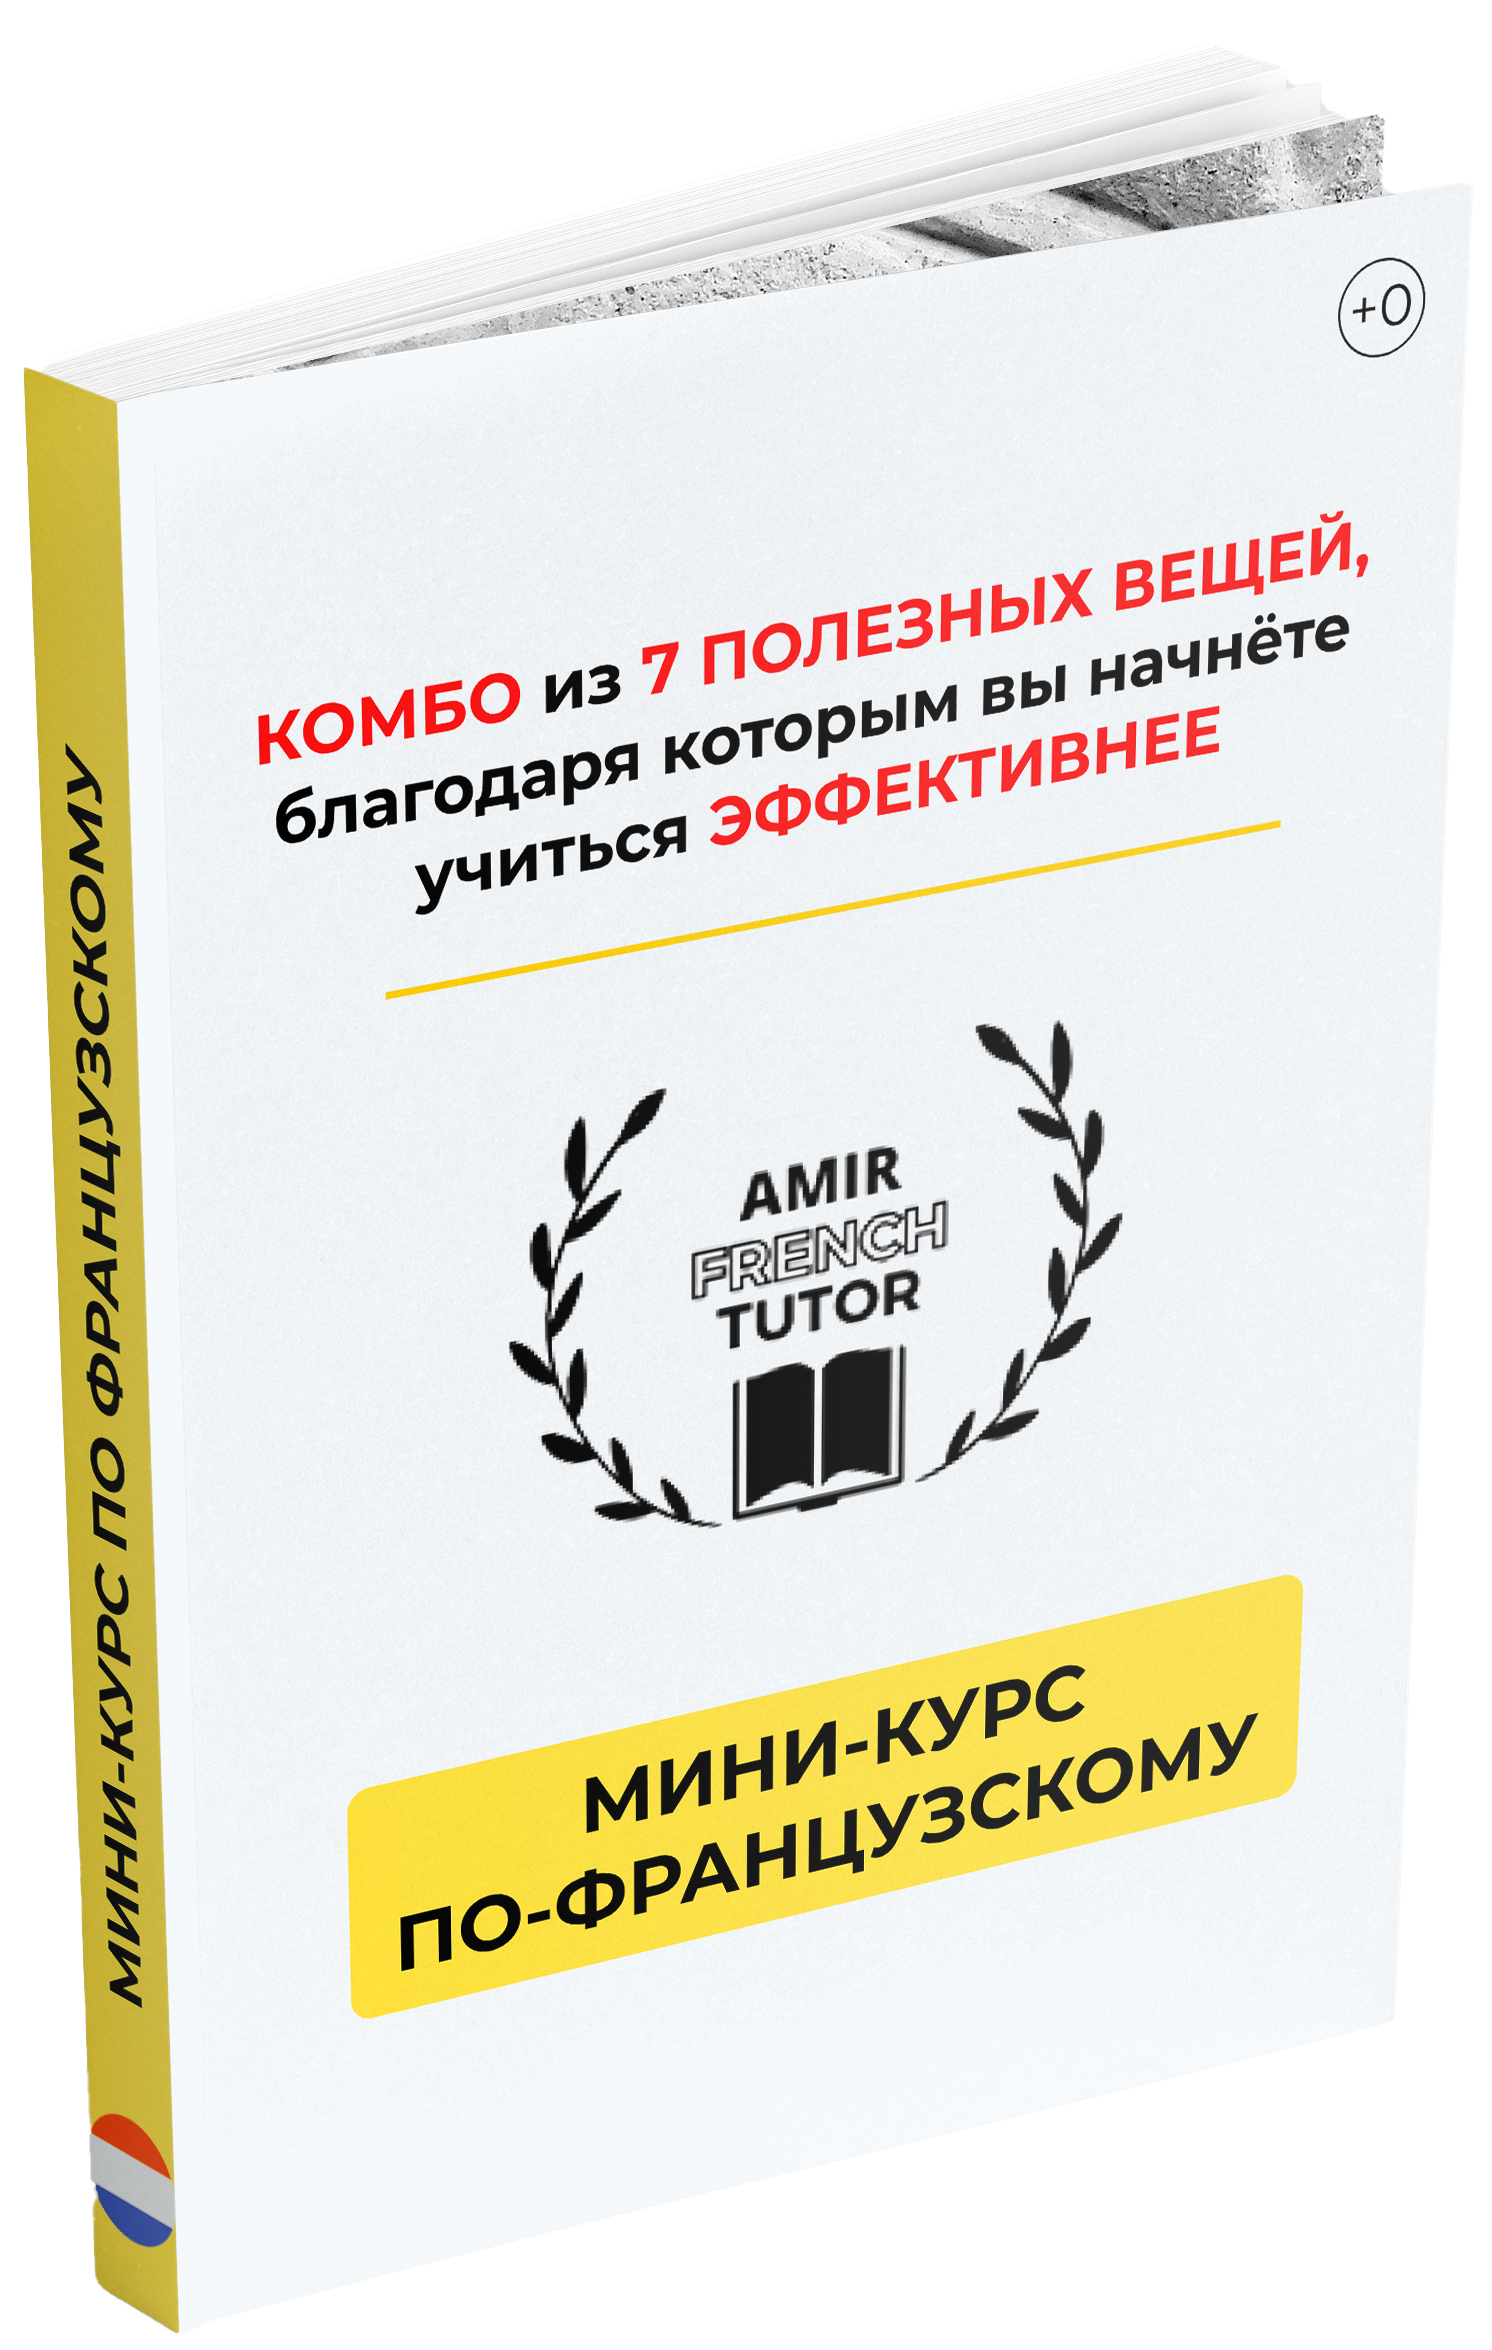 +0
КОМБО из 7 ПОЛЕЗНЫХ ВЕЩЕЙ,
благодаря которым вы начнёте
учиться ЭФФЕКТИВНЕЕ
AMIR
FRENCH
TUTOR
МИНИ-КУРС
ПО-ФРАНЦУЗСКОМУ
МИНИ-КУРС ПО ФРАНЦУЗСКОМУ